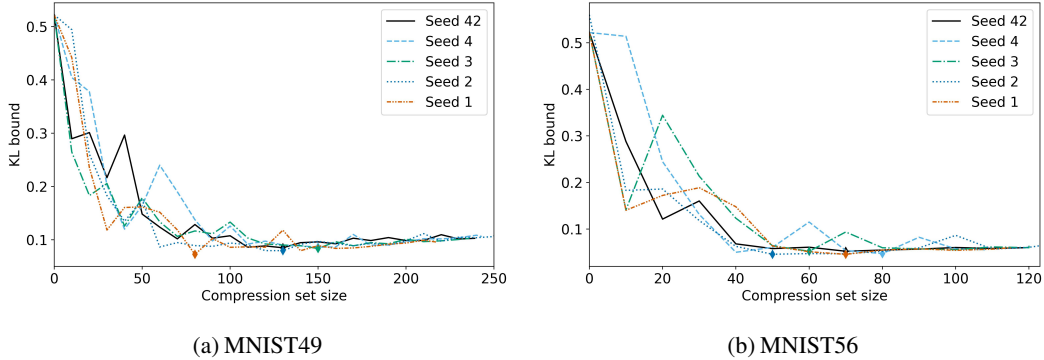 0.5
0.4
0.3
0.2
0.1
KL bound
0 50 100 150 200 250
Compression set size
Seed 42
Seed 4
Seed 3
Seed 2
Seed 1
(a) MNIST49
0.5
0.4
0.3
0.2
0.1
KL bound
0 20 40 60 80 100 120
Compression set size
Seed 42
Seed 4
Seed 3
Seed 2
Seed 1
(b) MNIST56